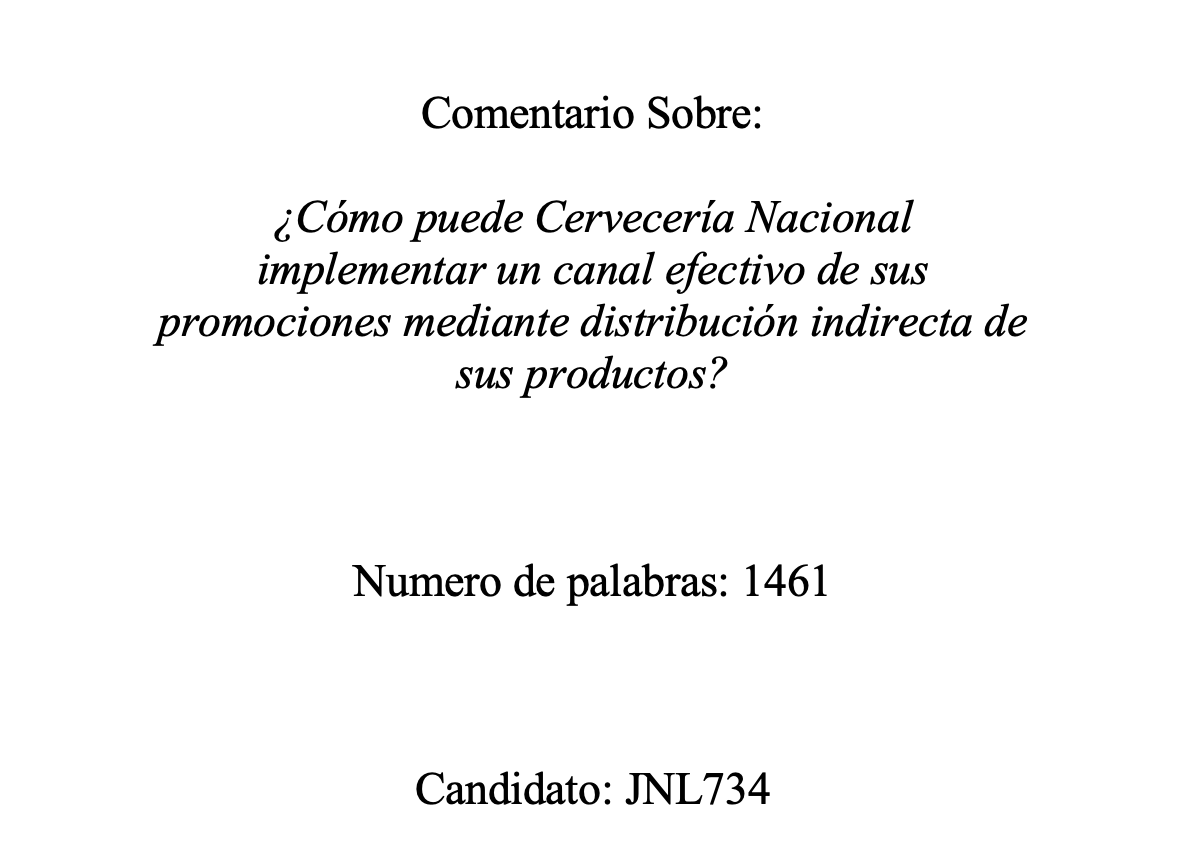 Comentario Sobre:
¿Cómo puede Cervecería Nacional
implementar un canal efectivo de sus
promociones mediante distribución indirecta de
sus productos?
Numero de palabras: 1461
Candidato: JNL734